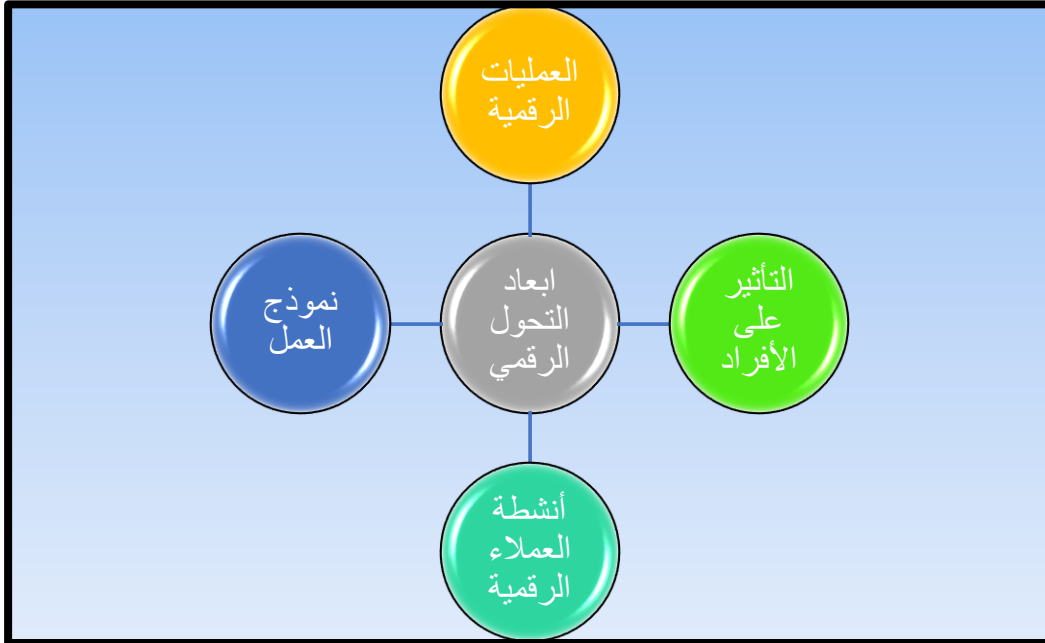 العمليات
الرقمية
ابعاد
التحول
الرقمي
التأثير
على
الأفراد
نموذج
العمل
أنشطة
العملاء
الرقمية